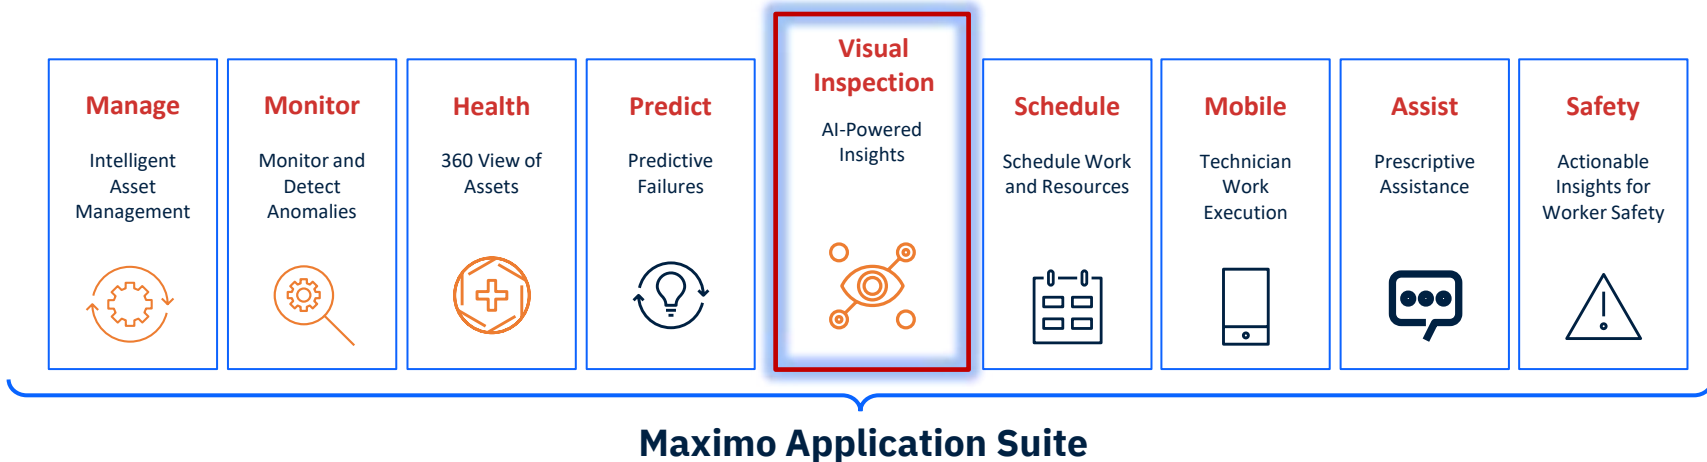 Manage
Intelligent
Asset
Management
Monitor
Monitor and
Detect
Anomalies
Health
360 View of
Assets
Predict
Predictive
Failures
Visual
Inspection
AI-Powered
Insights
Schedule
Schedule Work
and Resources
Mobile
Technician
Work
Execution
Assist
Prescriptive
Assistance
Safety
Actionable
Insights for
Worker Safety
Maximo Application Suite